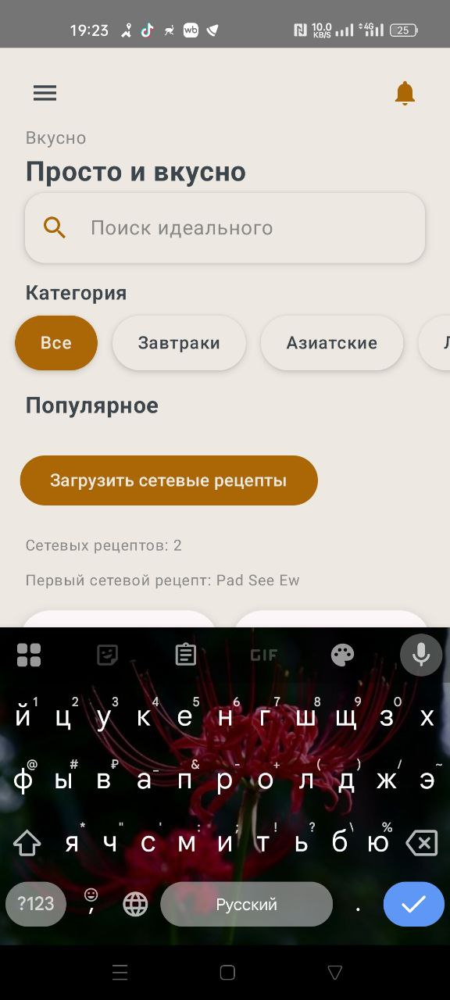 19:23 wb 10.0 KB/S 4G 25
Вкусно
Просто и вкусно
Поиск идеального
Категория
Все Завтраки Азиатские
Популярное
Загрузить сетевые рецепты
Сетевых рецептов: 2
Первый сетевой рецепт: Pad See Ew
GIF
1 2 3 4 5 6 7 8 9 0
й ц у к е н г ш щ з х
@ # ₽ _ & - + ( ) / ~
ф ы в а п р о л д ж э
* " ' : ; ! ? \ %
я ч с м и т ь б ю
?123 , Русский .